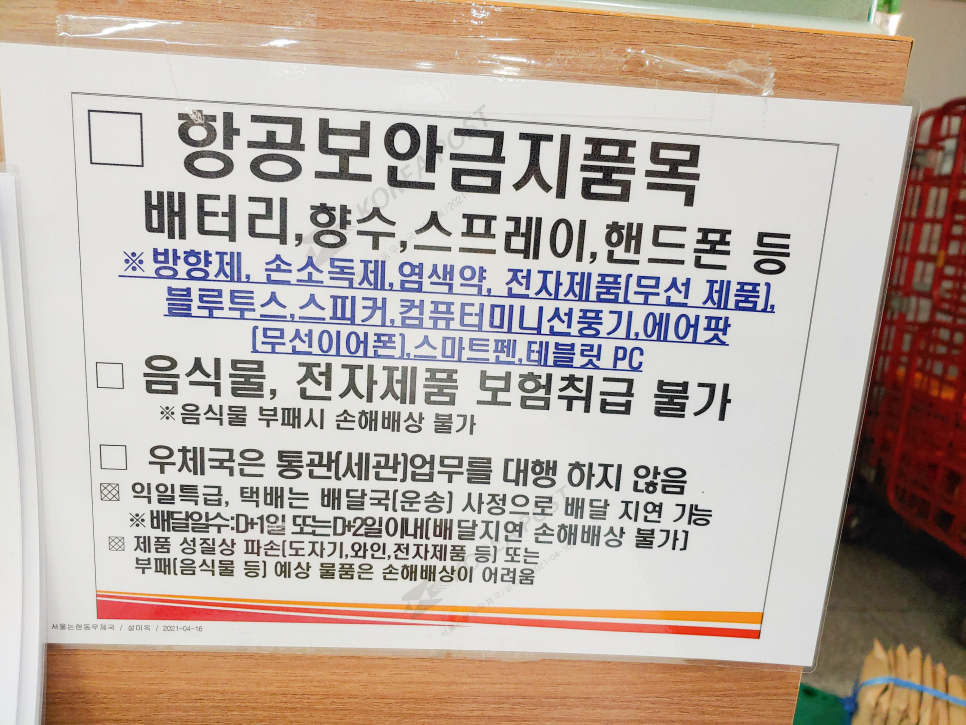 □ 항공보안금지품목
배터리,향수,스프레이,핸드폰 등
※방향제, 손소독제,염색약, 전자제품(무선 제품),
블루투스,스피커,컴퓨터미니선풍기,에어팟
(무선이어폰),스마트펜,테블릿 PC
□ 음식물, 전자제품 보험취급 불가
※음식물 부패시 손해배상 불가
□ 우체국은 통관(세관)업무를 대행 하지 않음
▨ 익일특급, 택배는 배달국(운송) 사정으로 배달 지연 가능
※배달일수:D+1일 또는D+2일이내(배달지연 손해배상 불가)
▨ 제품 성질상 파손(도자기,와인,전자제품 등) 또는
부패(음식물 등) 예상 물품은 손해배상이 어려움
서울논현동우체국 / 설미옥 / 2021-04-16
KOREA POST